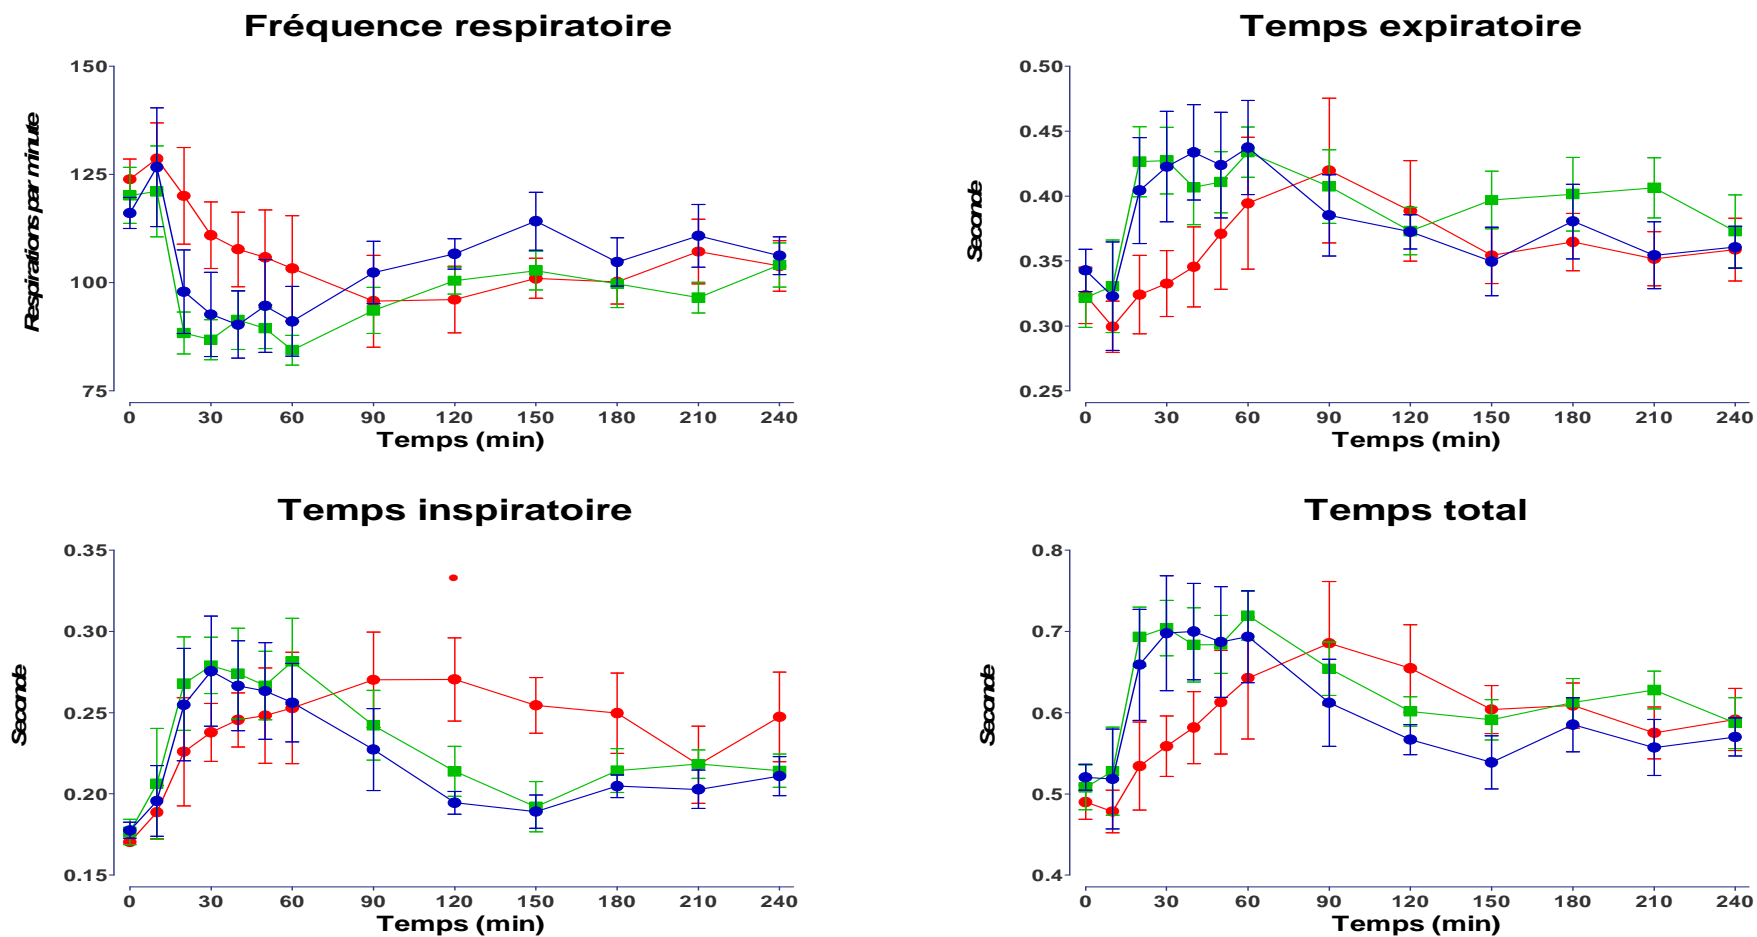 Fréquence respiratoire
150
125
100
75
Respirations par minute
0 30 60 90 120 150 180 210 240
Temps (min)
Temps expiratoire
0.50
0.45
0.40
0.35
0.30
0.25
Seconde
0 30 60 90 120 150 180 210 240
Temps (min)
Temps inspiratoire
0.35
0.30
0.25
0.20
0.15
Seconde
0 30 60 90 120 150 180 210 240
Temps (min)
Temps total
0.8
0.7
0.6
0.5
0.4
Seconde
0 30 60 90 120 150 180 210 240
Temps (min)